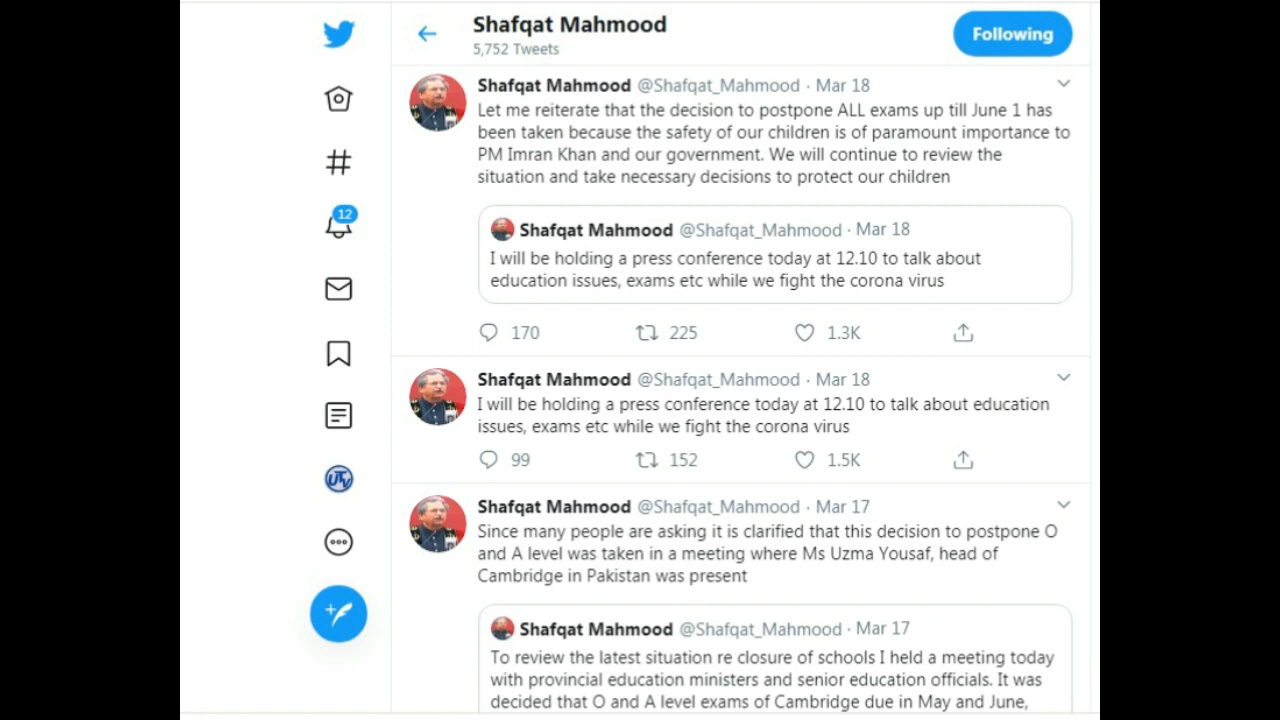 Shafqat Mahmood
5,752 Tweets
Following
Shafqat Mahmood @Shafqat_Mahmood · Mar 18
Let me reiterate that the decision to postpone ALL exams up till June 1 has
been taken because the safety of our children is of paramount importance to
PM Imran Khan and our government. We will continue to review the
situation and take necessary decisions to protect our children
Shafqat Mahmood @Shafqat_Mahmood · Mar 18
I will be holding a press conference today at 12.10 to talk about
education issues, exams etc while we fight the corona virus
170 225 1.3K
Shafqat Mahmood @Shafqat_Mahmood · Mar 18
I will be holding a press conference today at 12.10 to talk about education
issues, exams etc while we fight the corona virus
99 152 1.5K
Shafqat Mahmood @Shafqat_Mahmood · Mar 17
Since many people are asking it is clarified that this decision to postpone O
and A level was taken in a meeting where Ms Uzma Yousaf, head of
Cambridge in Pakistan was present
Shafqat Mahmood @Shafqat_Mahmood · Mar 17
To review the latest situation re closure of schools I held a meeting today
with provincial education ministers and senior education officials. It was
decided that O and A level exams of Cambridge due in May and June,
12
UTV